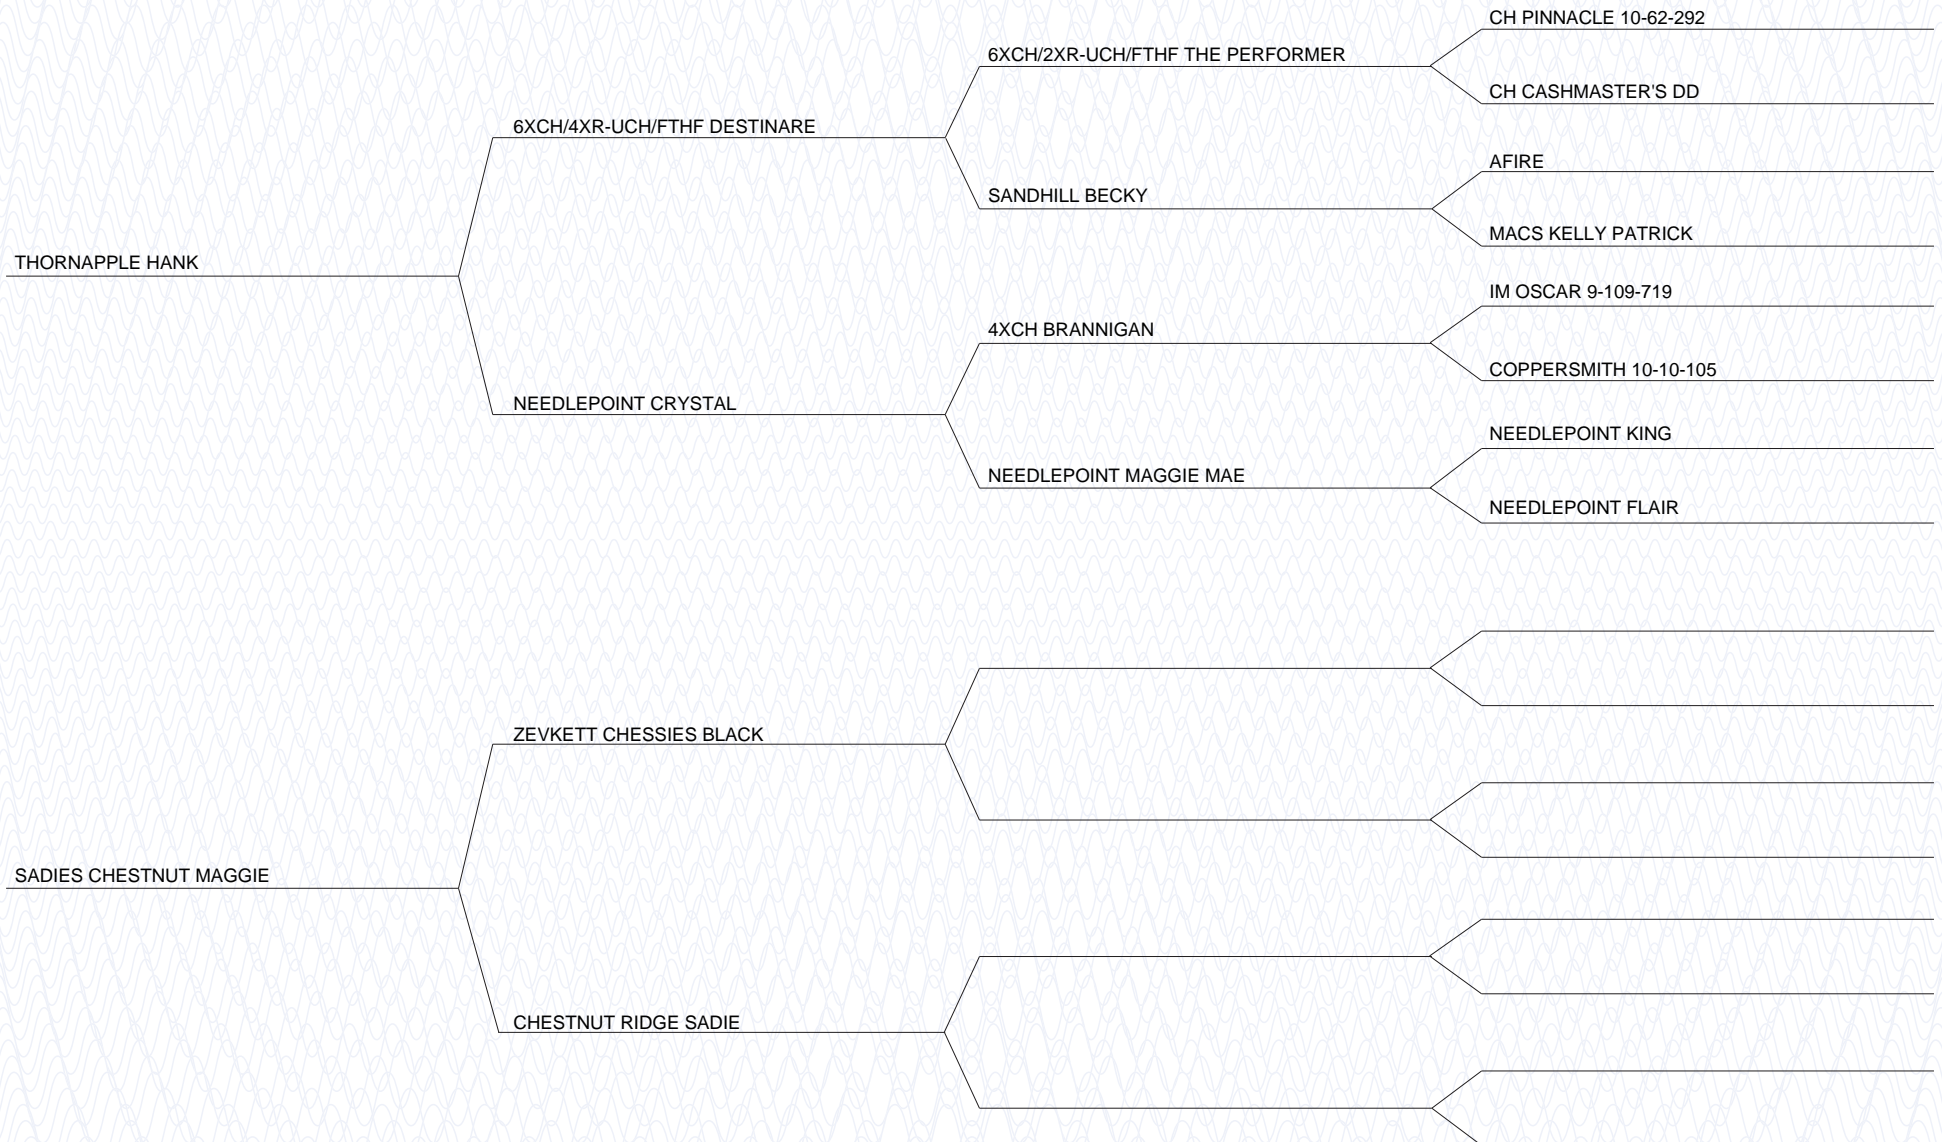 CH PINNACLE 10-62-292
6XCH/2XR-UCH/FTHF THE PERFORMER
CH CASHMASTER'S DD
6XCH/4XR-UCH/FTHF DESTINARE
AFIRE
SANDHILL BECKY
MACS KELLY PATRICK
THORNAPPLE HANK
IM OSCAR 9-109-719
4XCH BRANNIGAN
COPPERSMITH 10-10-105
NEEDLEPOINT CRYSTAL
NEEDLEPOINT KING
NEEDLEPOINT MAGGIE MAE
NEEDLEPOINT FLAIR
ZEVKETT CHESSIES BLACK
SADIES CHESTNUT MAGGIE
CHESTNUT RIDGE SADIE